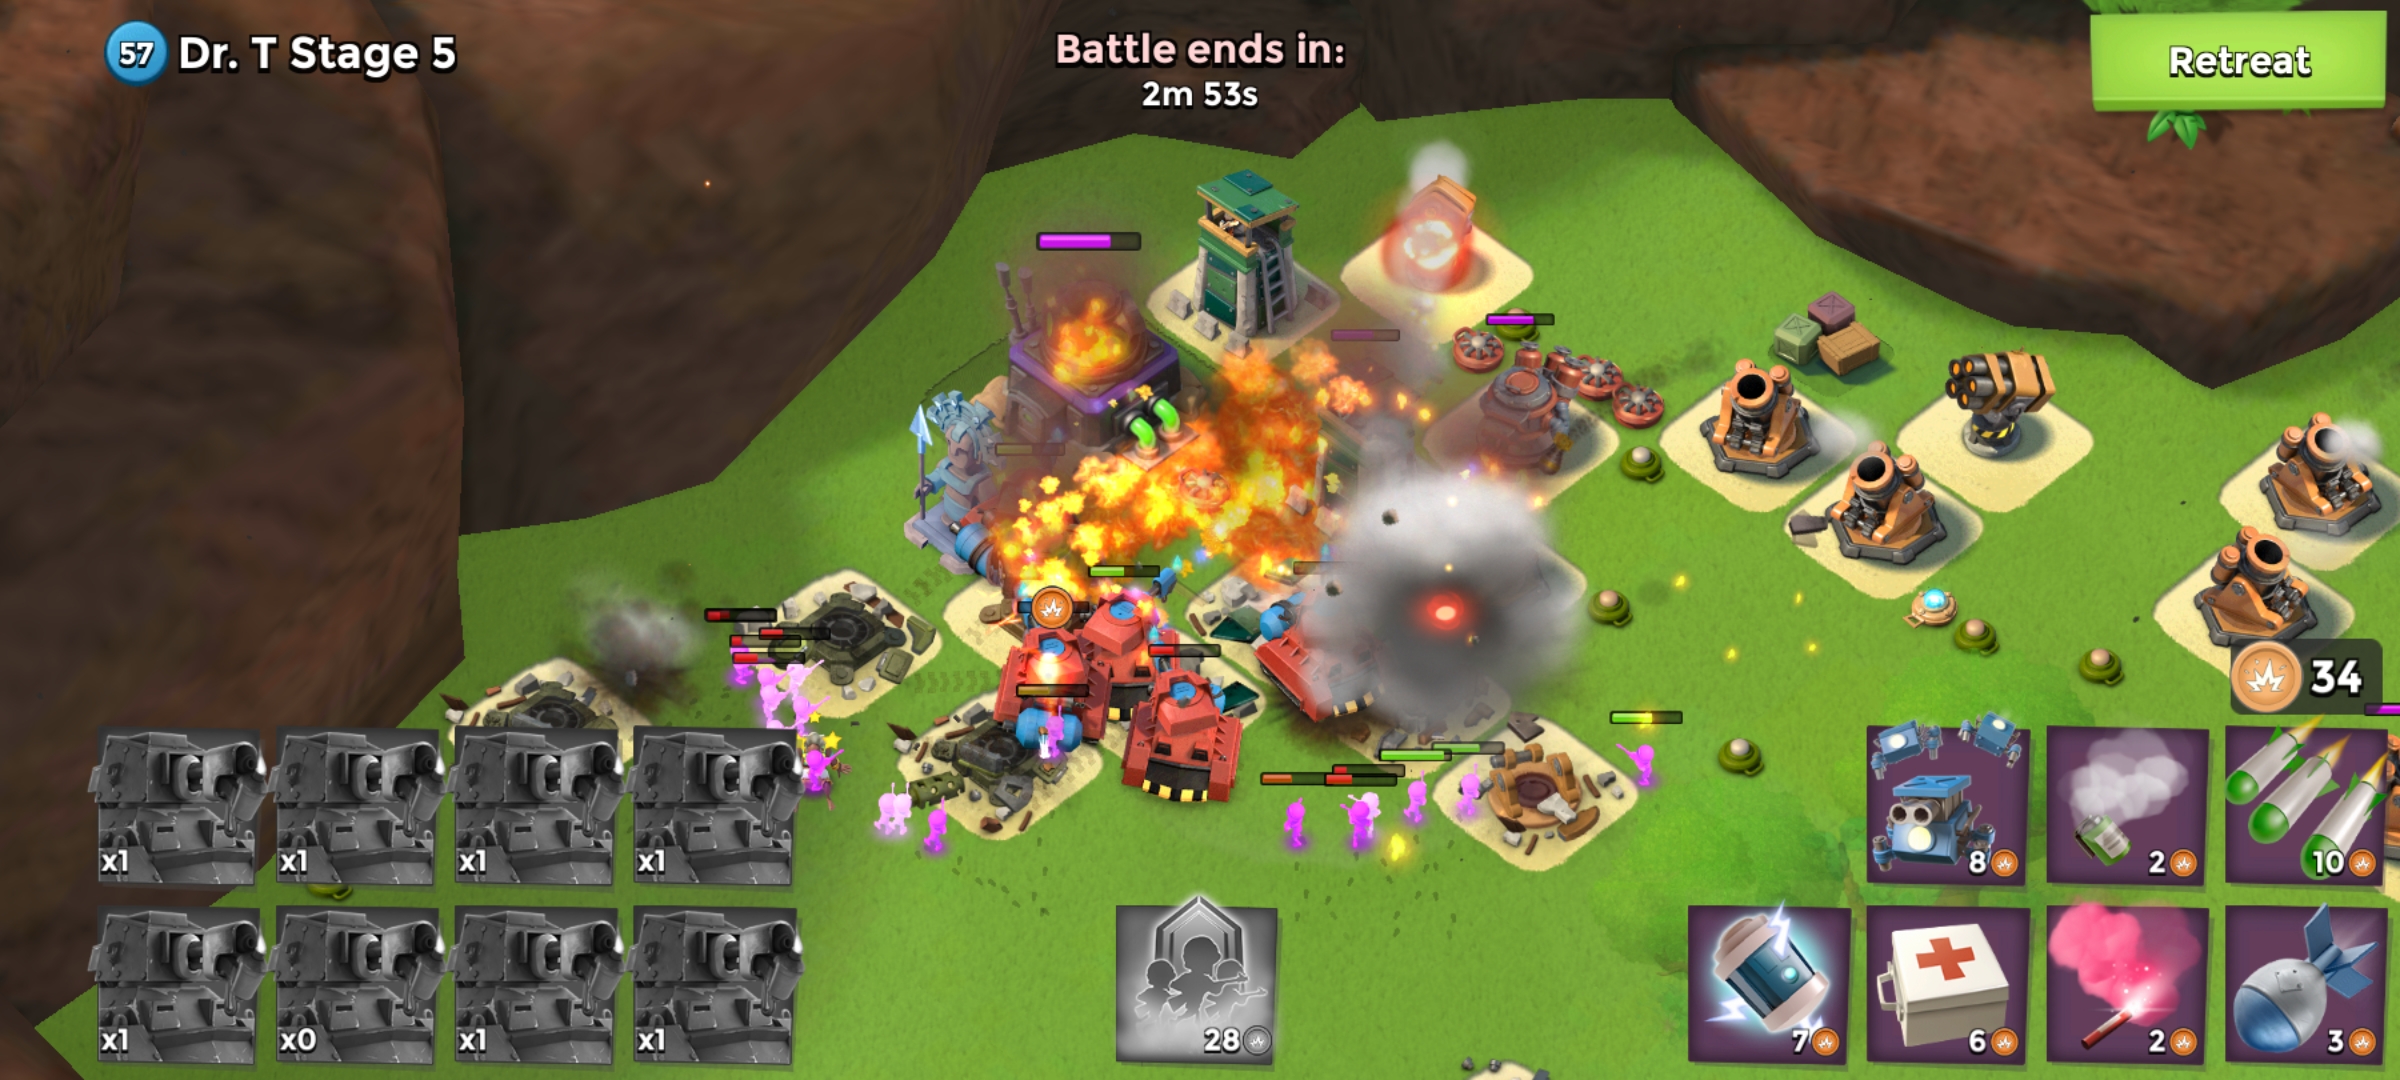 57 Dr. T Stage 5
Battle ends in:
2m 53s
Retreat
34
x1
x1
x1
x1
8
2
10
x1
x0
x1
x1
28
7
6
2
3